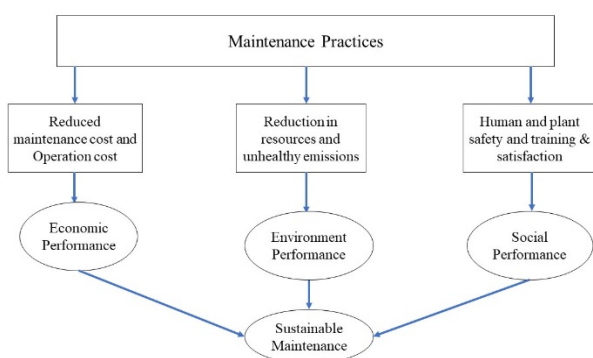 Maintenance Practices
Reduced
maintenance cost and
Operation cost
Reduction in
resources and
unhealthy emissions
Human and plant
safety and training &
satisfaction
Economic
Performance
Environment
Performance
Social
Performance
Sustainable
Maintenance